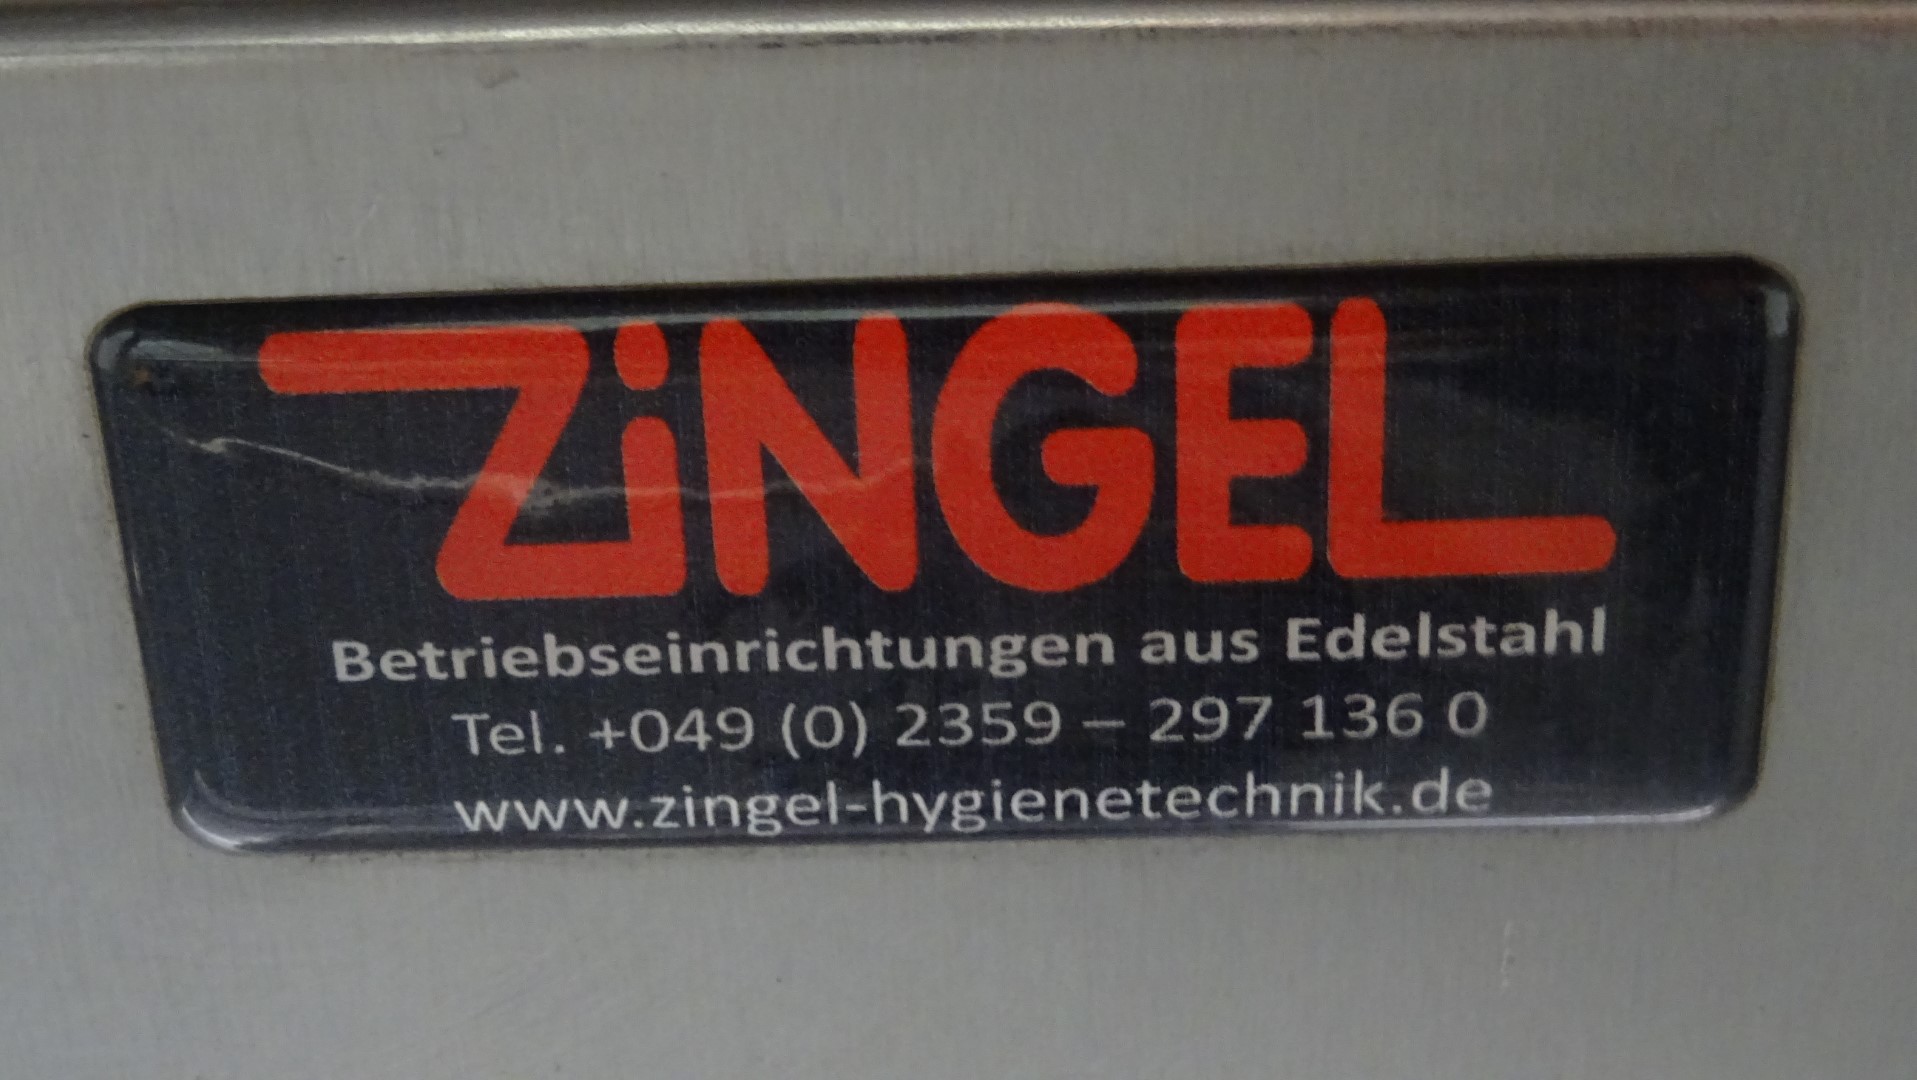 ZiNGEL
Betriebseinrichtungen aus Edelstahl
Tel. +049 (0) 2359 – 297 136 0
www.zingel-hygienetechnik.de